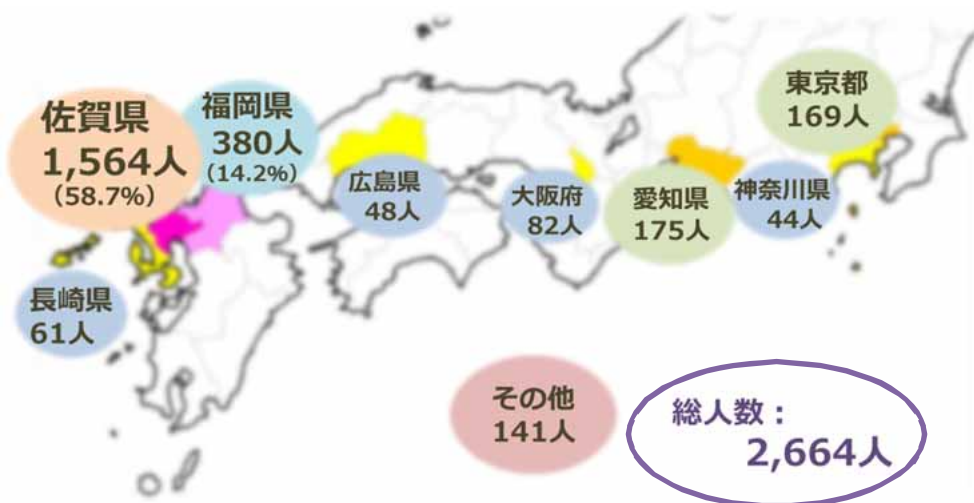 佐賀県
1,564人
(58.7%)
福岡県
380人
(14.2%)
東京都
169人
広島県
48人
大阪府
82人
愛知県
175人
神奈川県
44人
長崎県
61人
その他
141人
総人数：
2,664人